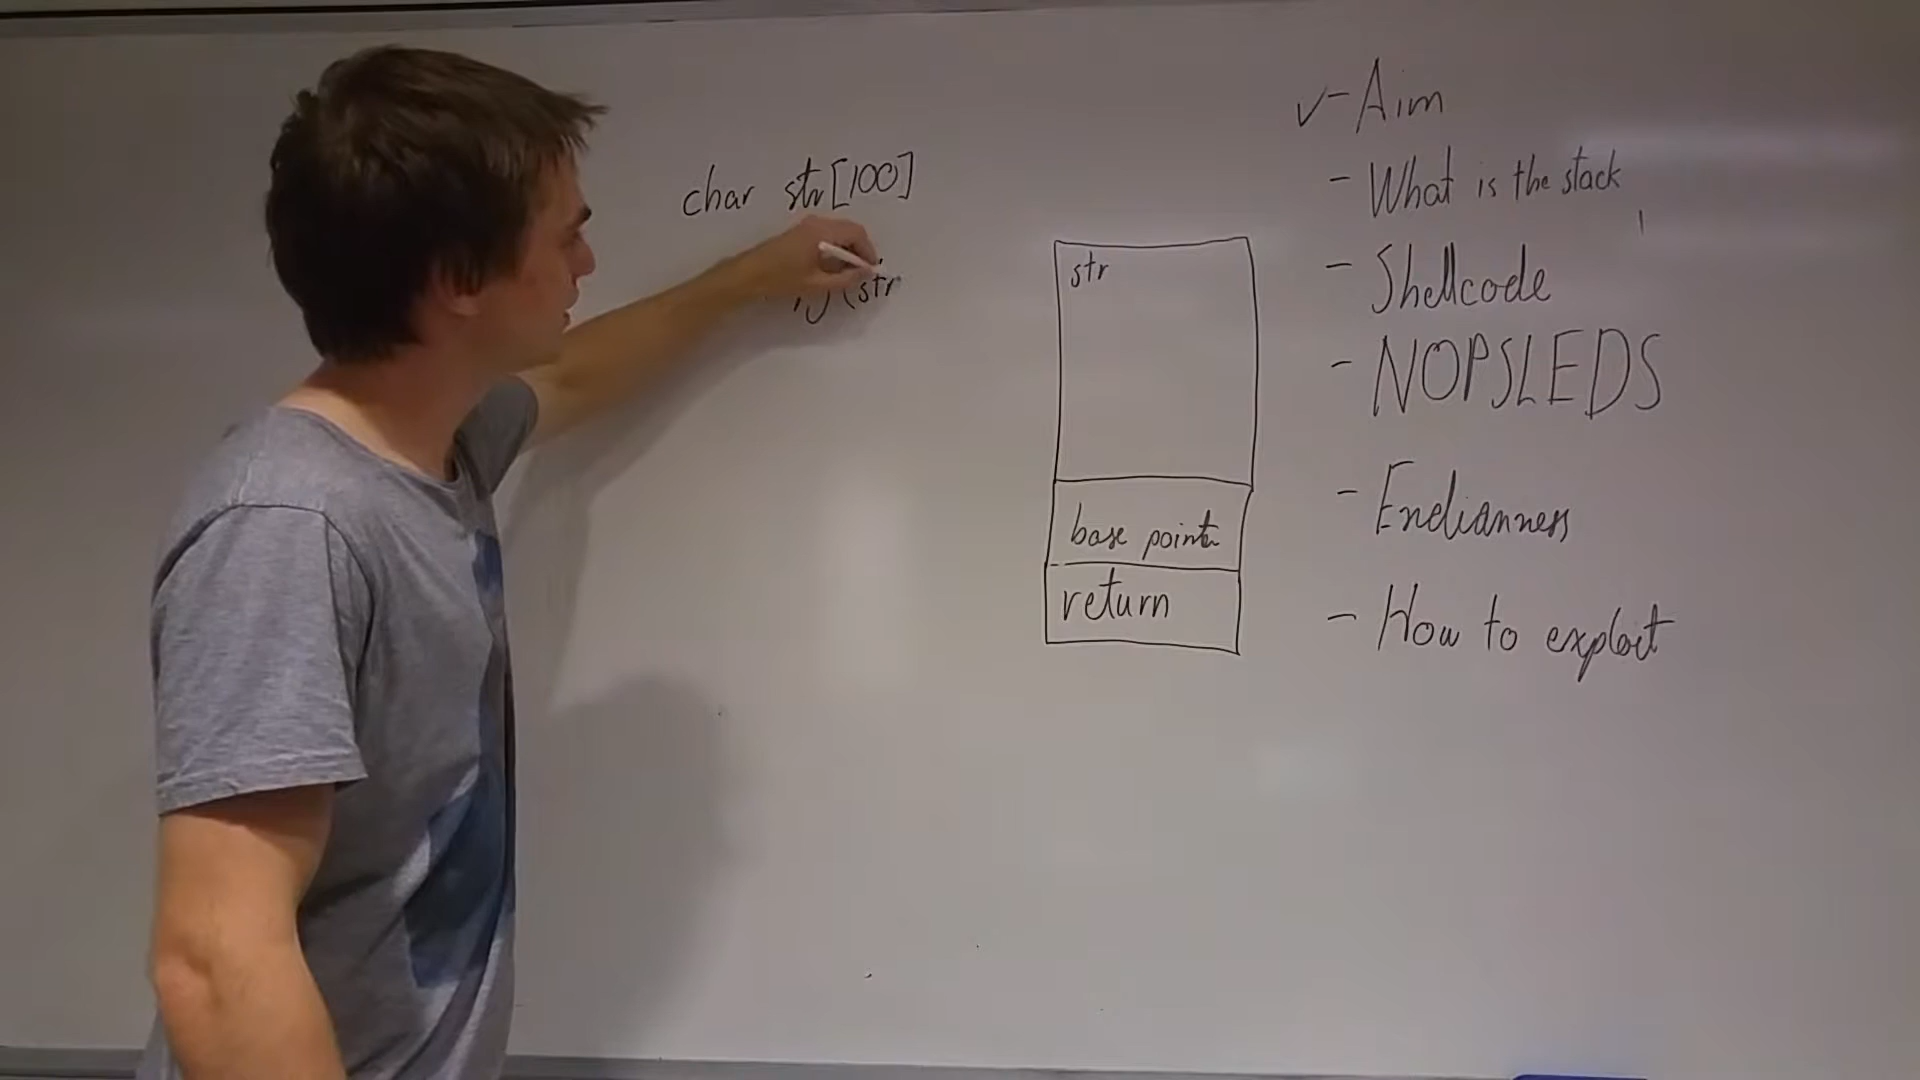 char str[100]
(str
str
base pointer
return
✓- Aim
- What is the stack
- Shellcode
- NOPSLEDS
- Endianness
- How to exploit